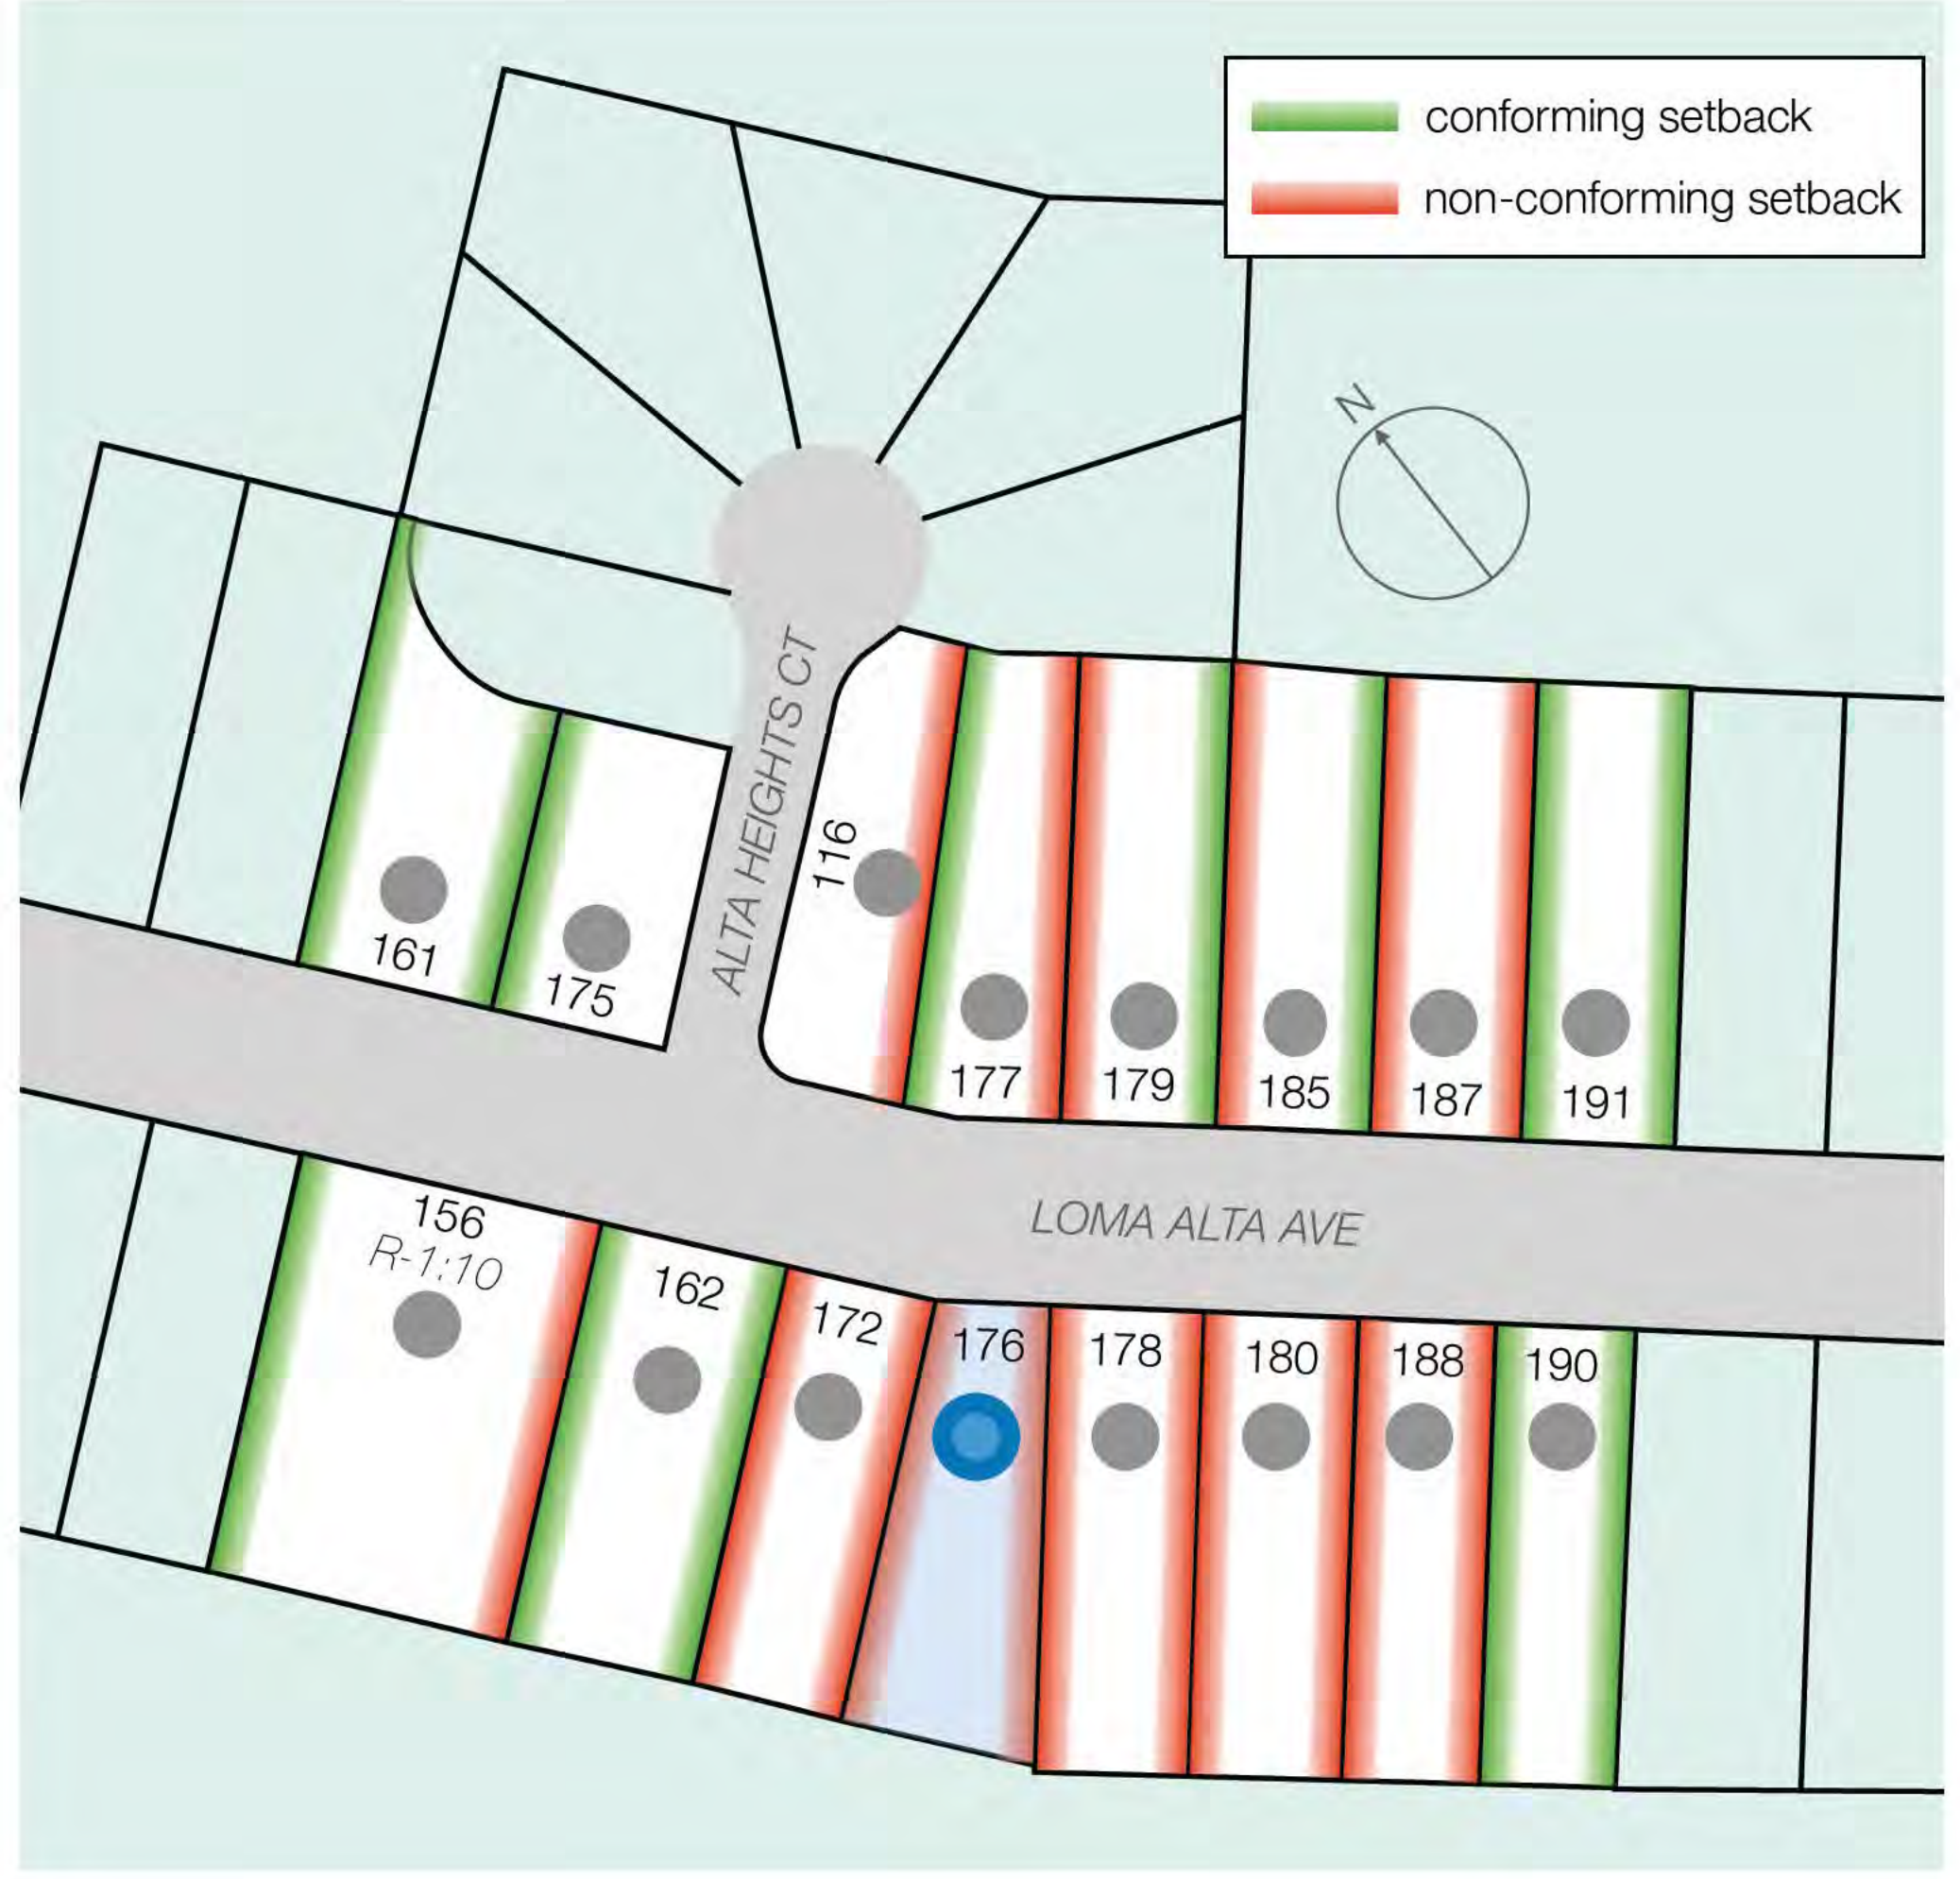 conforming setback
non-conforming setback
N
ALTA HEIGHTS CT
116
161
175
177
179
185
187
191
LOMA ALTA AVE
156
R-1:10
162
172
176
178
180
188
190